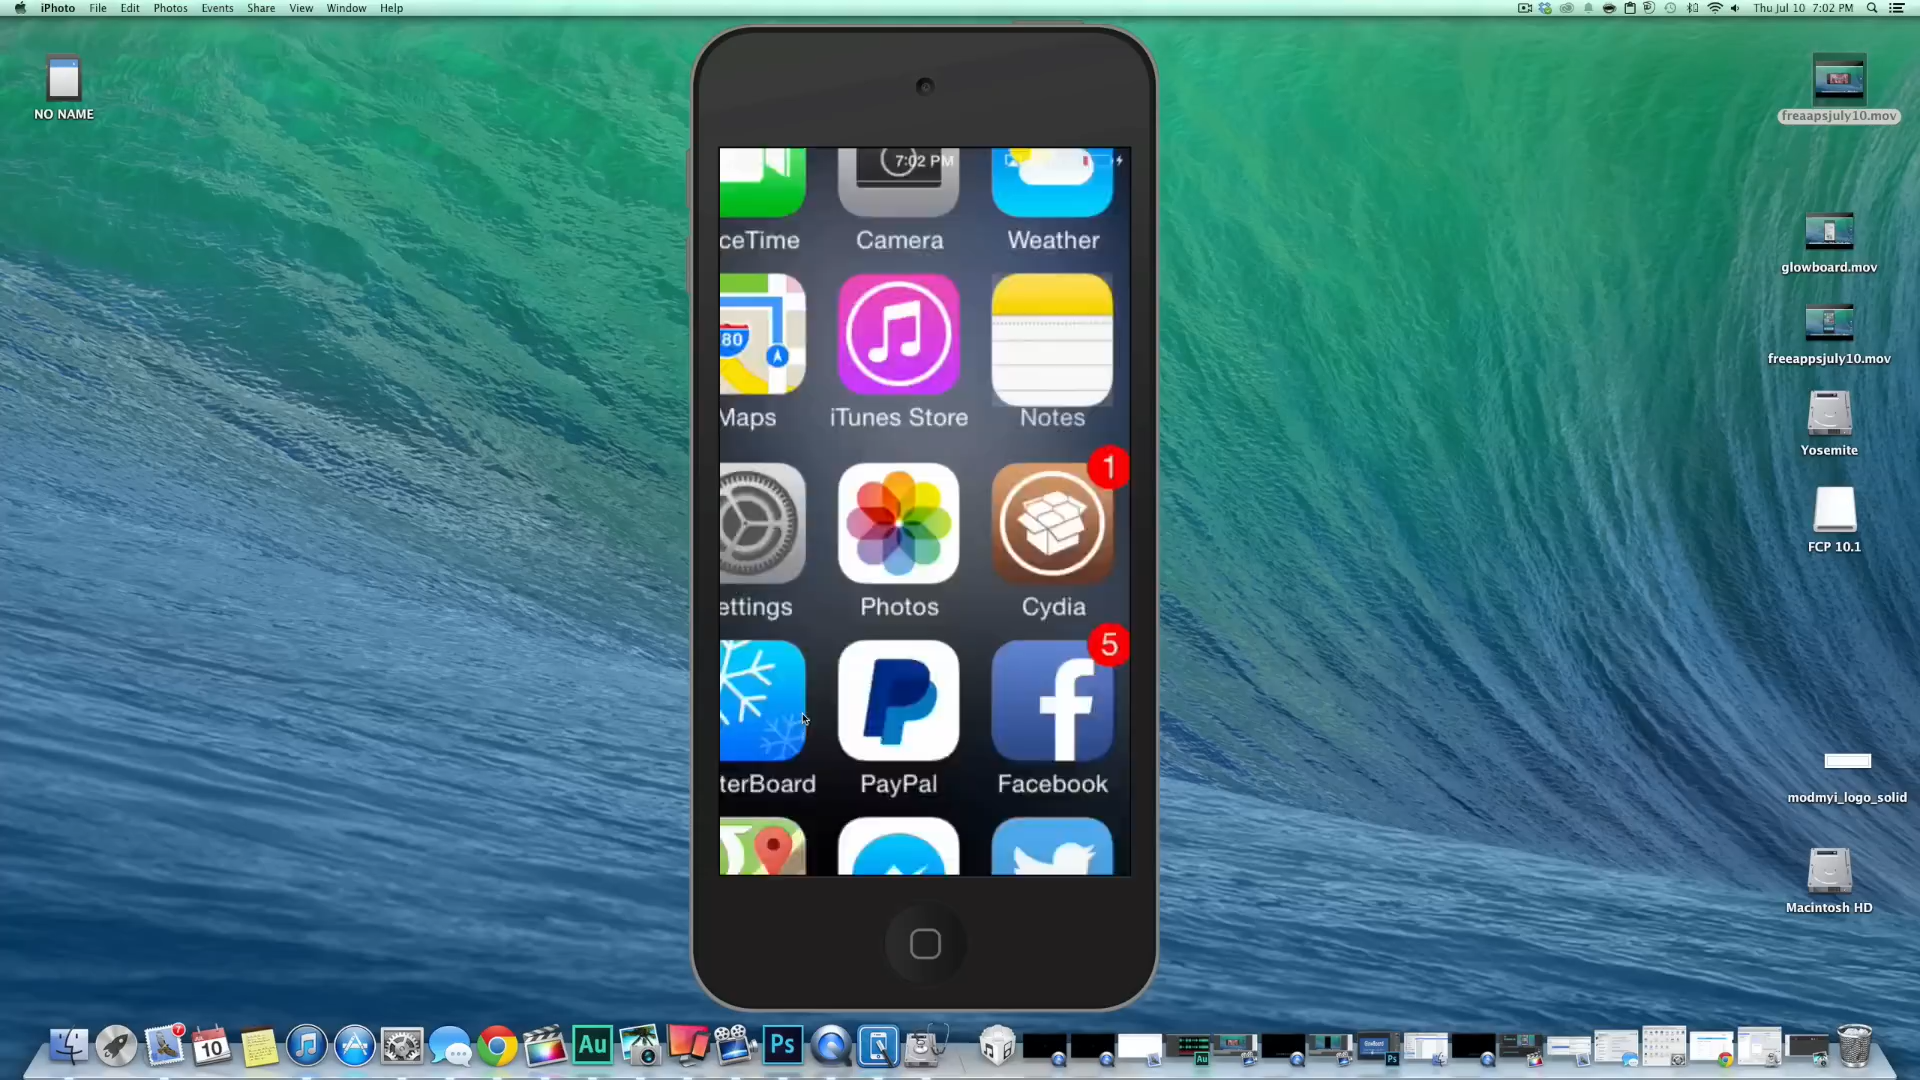 iPhoto File Edit Photos Events Share View Window Help
Thu Jul 10 7:02 PM
NO NAME
freaapsjuly10.mov
glowboard.mov
freeappsjuly10.mov
Yosemite
FCP 10.1
modmyi_logo_solid
Macintosh HD
7:02 PM
ceTime Camera Weather
80
Maps iTunes Store Notes
1
ettings Photos Cydia
5
terBoard PayPal Facebook
7
10
Au
Ps